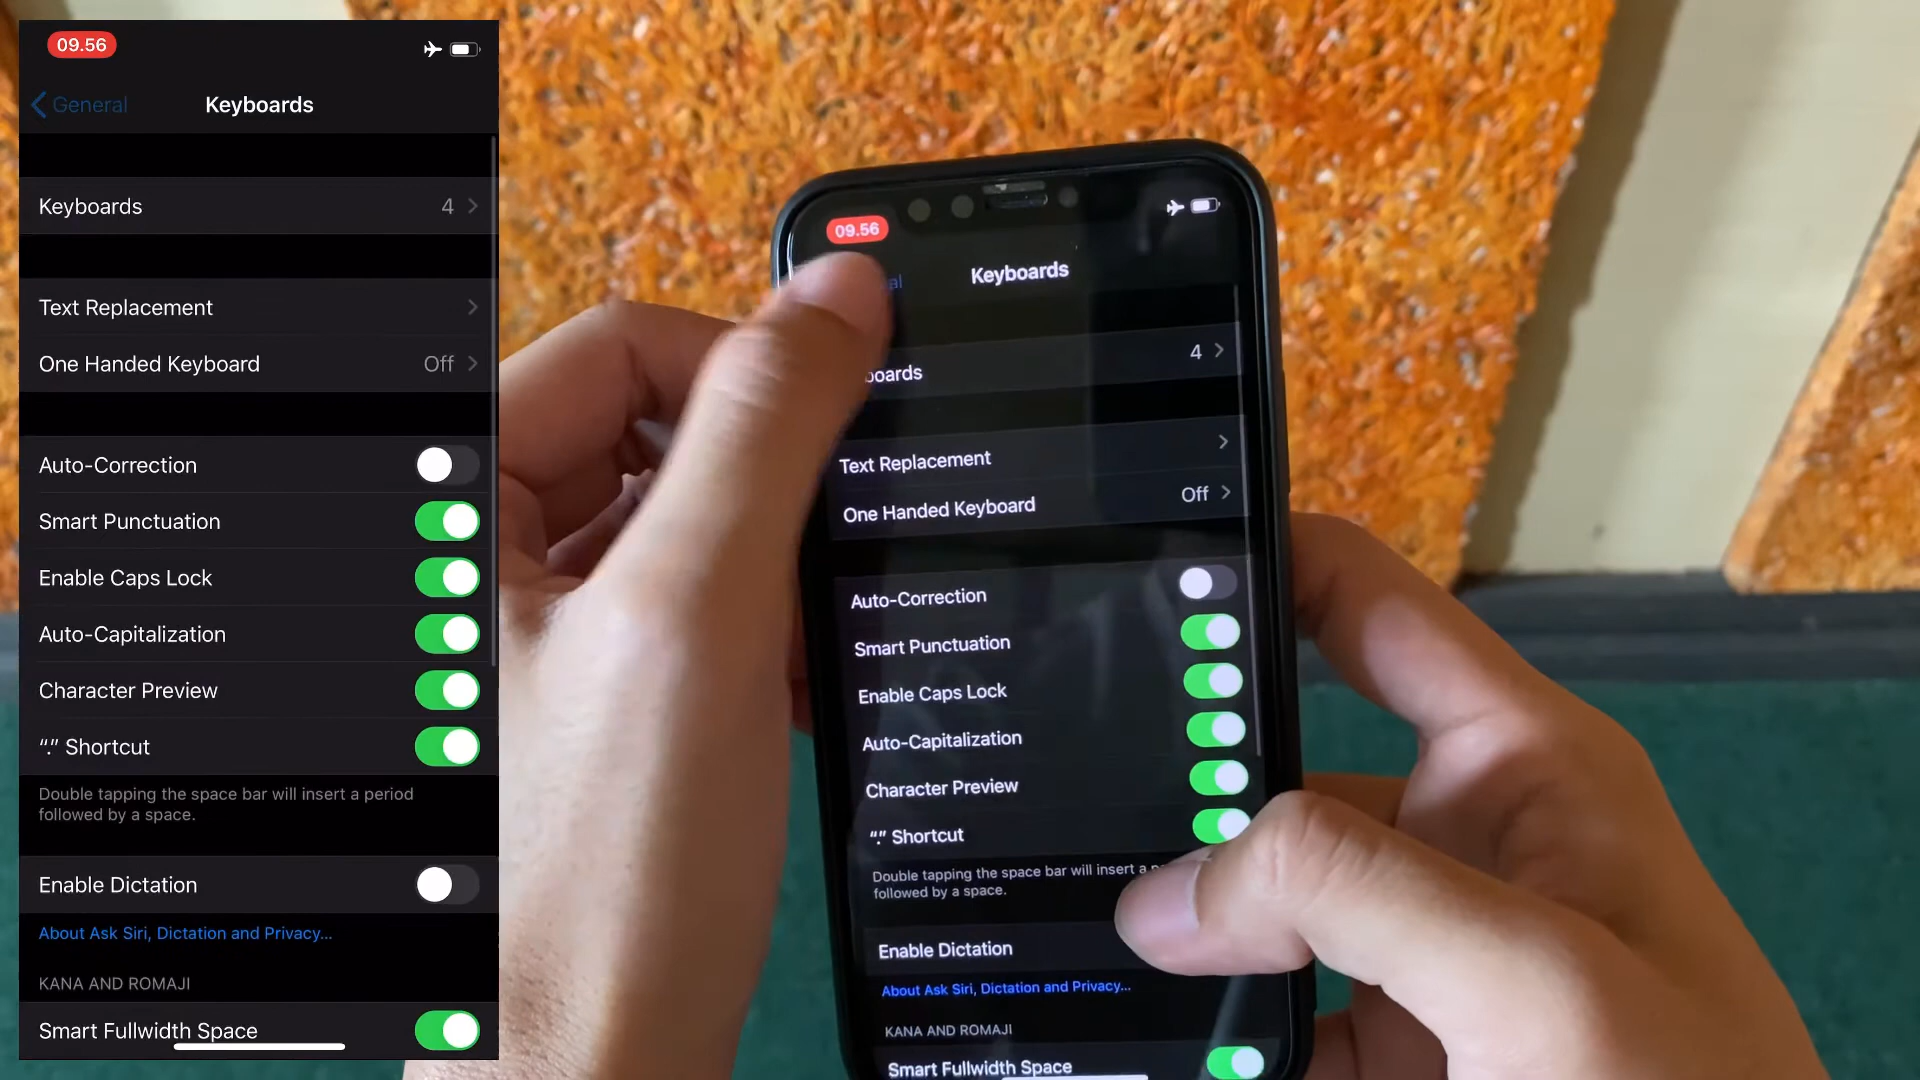 09.56
General
Keyboards
Keyboards 4
Text Replacement
One Handed Keyboard Off
Auto-Correction
Smart Punctuation
Enable Caps Lock
Auto-Capitalization
Character Preview
“.” Shortcut
Double tapping the space bar will insert a period
followed by a space.
Enable Dictation
About Ask Siri, Dictation and Privacy...
KANA AND ROMAJI
Smart Fullwidth Space
09.56
al
Keyboards
boards 4
Text Replacement
One Handed Keyboard Off
Auto-Correction
Smart Punctuation
Enable Caps Lock
Auto-Capitalization
Character Preview
“.” Shortcut
Double tapping the space bar will insert a
followed by a space.
Enable Dictation
About Ask Siri, Dictation and Privacy...
KANA AND ROMAJI
Smart Fullwidth Space